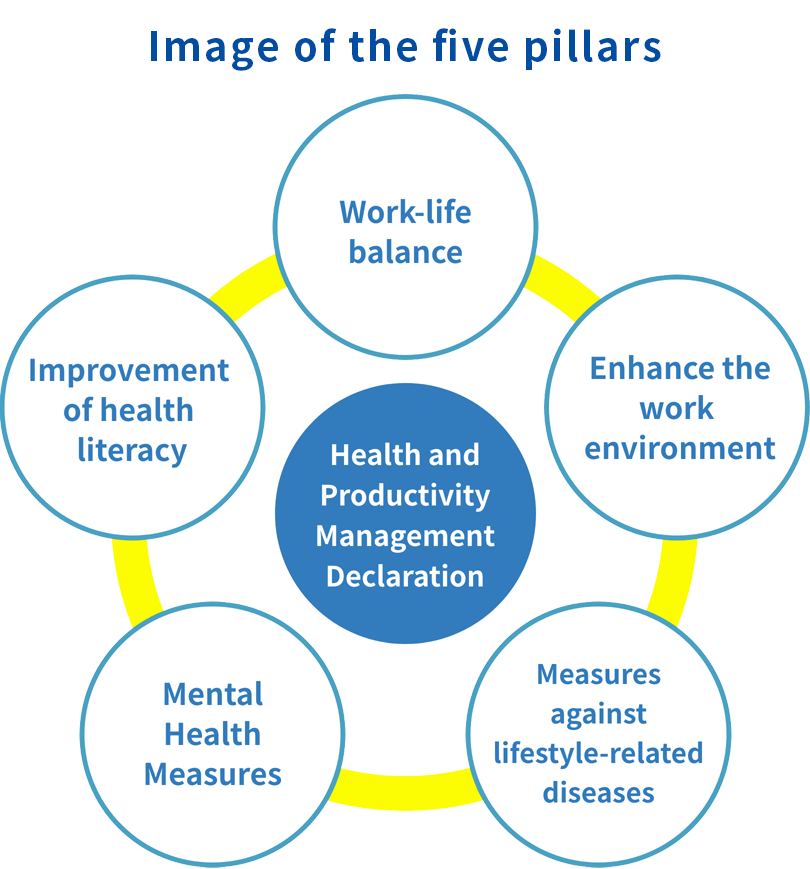 Image of the five pillars
Work-life
balance
Enhance the
work
environment
Measures
against
lifestyle-related
diseases
Mental
Health
Measures
Improvement
of health
literacy
Health and
Productivity
Management
Declaration